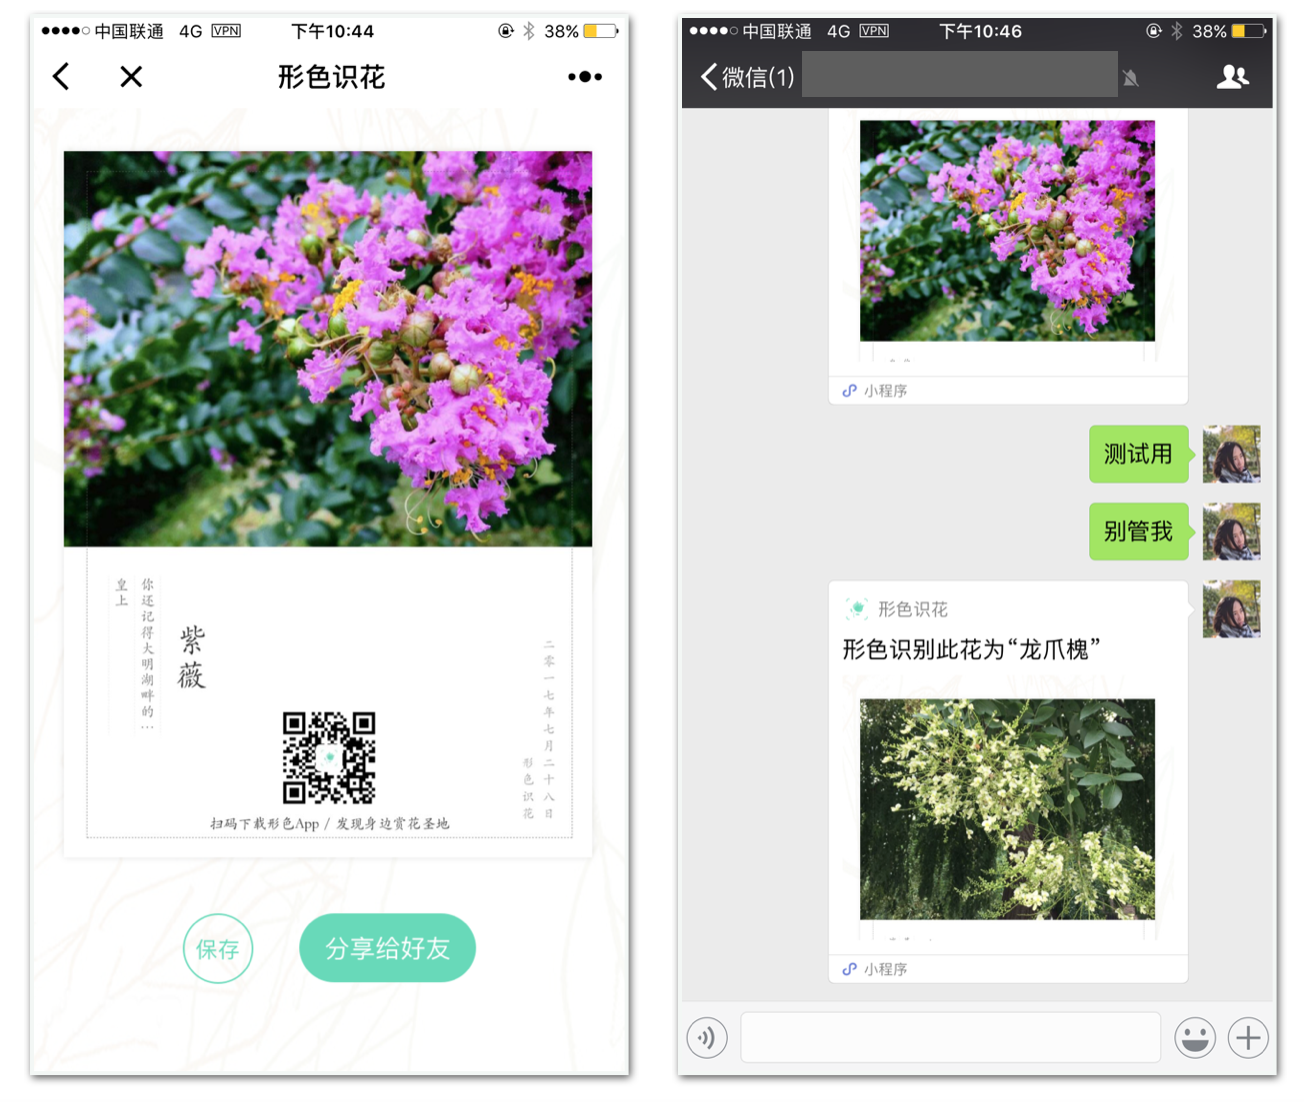 中国联通 4G VPN 下午10:44 38%
形色识花
皇上
你还记得大明湖畔的…
紫薇
二零一七年七月二十八日
形色识花
扫码下载形色App / 发现身边赏花圣地
保存
分享给好友
中国联通 4G VPN 下午10:46 38%
微信(1)
小程序
测试用
别管我
形色识花
形色识别此花为“龙爪槐”
小程序